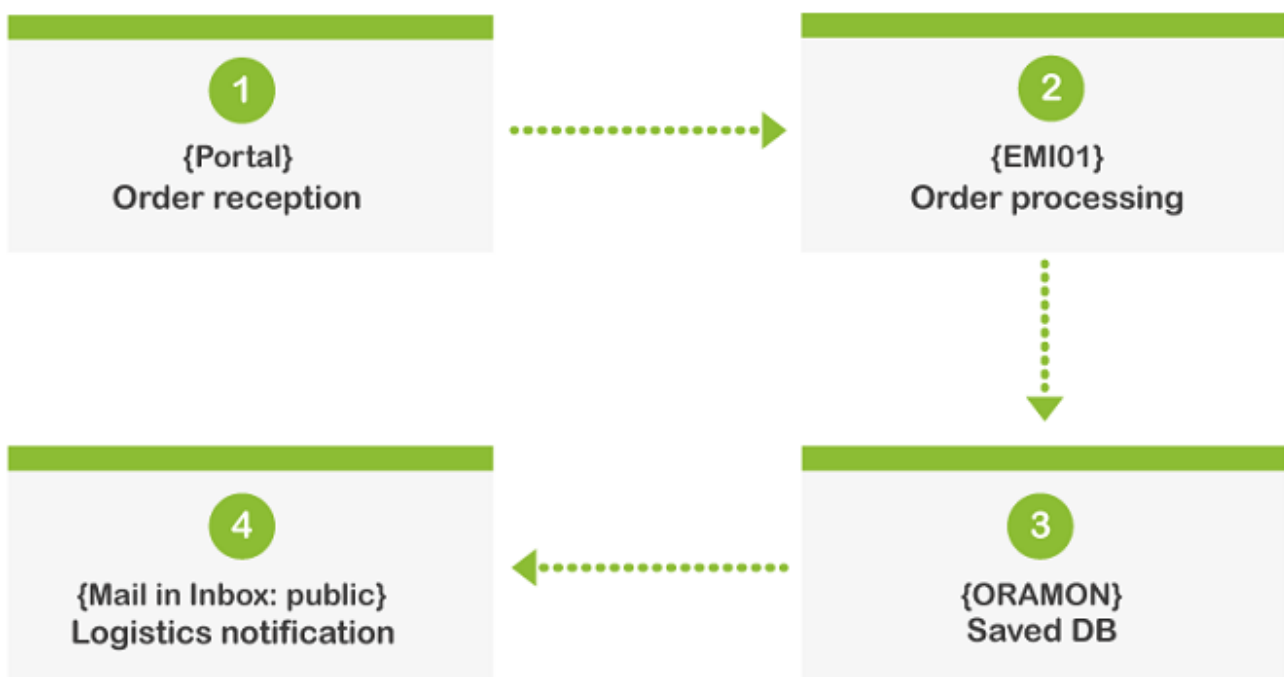 1
{Portal}
Order reception
2
{EMI01}
Order processing
3
{ORAMON}
Saved DB
4
{Mail in Inbox: public}
Logistics notification